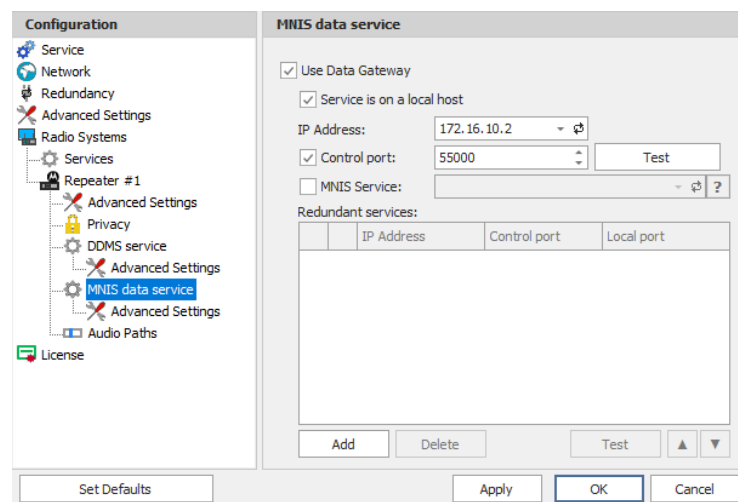 Configuration
Service
Network
Redundancy
Advanced Settings
Radio Systems
Services
Repeater #1
Advanced Settings
Privacy
DDMS service
Advanced Settings
MNIS data service
Advanced Settings
Audio Paths
License
Set Defaults
MNIS data service
Use Data Gateway
Service is on a local host
IP Address: 172.16.10.2
Control port: 55000 Test
MNIS Service: ?
Redundant services:
IP Address Control port Local port
Add Delete Test
Apply OK Cancel